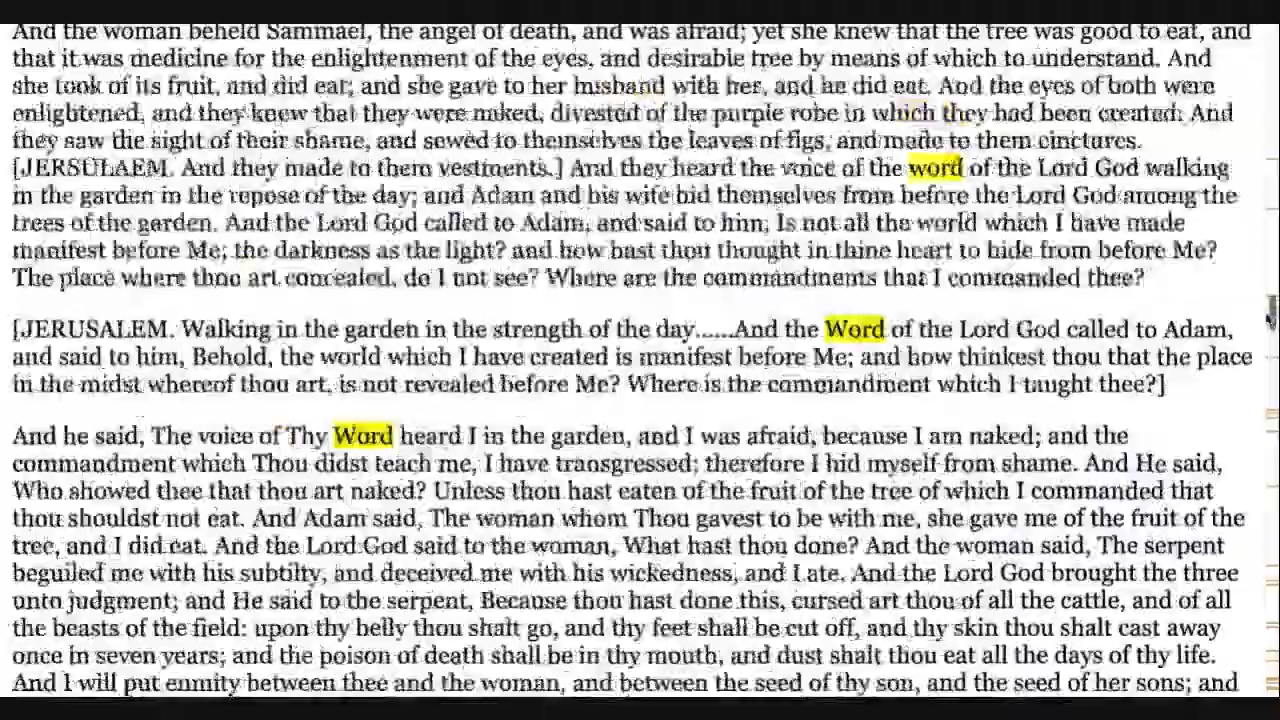 And the woman beheld Sammael, the angel of death, and was afraid; yet she knew that the tree was good to eat, and
that it was medicine for the enlightenment of the eyes, and desirable tree by means of which to understand. And
she took of its fruit, and did eat; and she gave to her husband with her, and he did eat. And the eyes of both were
enlightened, and they knew that they were naked, divested of the purple robe in which they had been created. And
they saw the sight of their shame, and sewed to themselves the leaves of figs, and made to them cinctures.
[JERSULAEM. And they made to them vestments.] And they heard the voice of the word of the Lord God walking
in the garden in the repose of the day; and Adam and his wife hid themselves from before the Lord God among the
trees of the garden. And the Lord God called to Adam, and said to him, Is not all the world which I have made
manifest before Me; the darkness as the light? and how hast thou thought in thine heart to hide from before Me?
The place where thou art concealed, do I not see? Where are the commandments that I commanded thee?
[JERUSALEM. Walking in the garden in the strength of the day......And the Word of the Lord God called to Adam,
and said to him, Behold, the world which I have created is manifest before Me; and how thinkest thou that the place
in the midst whereof thou art, is not revealed before Me? Where is the commandment which I taught thee?]
And he said, The voice of Thy Word heard I in the garden, and I was afraid, because I am naked; and the
commandment which Thou didst teach me, I have transgressed; therefore I hid myself from shame. And He said,
Who showed thee that thou art naked? Unless thou hast eaten of the fruit of the tree of which I commanded that
thou shouldst not eat. And Adam said, The woman whom Thou gavest to be with me, she gave me of the fruit of the
tree, and I did eat. And the Lord God said to the woman, What hast thou done? And the woman said, The serpent
beguiled me with his subtilty, and deceived me with his wickedness, and I ate. And the Lord God brought the three
unto judgment; and He said to the serpent, Because thou hast done this, cursed art thou of all the cattle, and of all
the beasts of the field: upon thy belly thou shalt go, and thy feet shall be cut off, and thy skin thou shalt cast away
once in seven years; and the poison of death shall be in thy mouth, and dust shalt thou eat all the days of thy life.
And I will put enmity between thee and the woman, and between the seed of thy son, and the seed of her sons; and